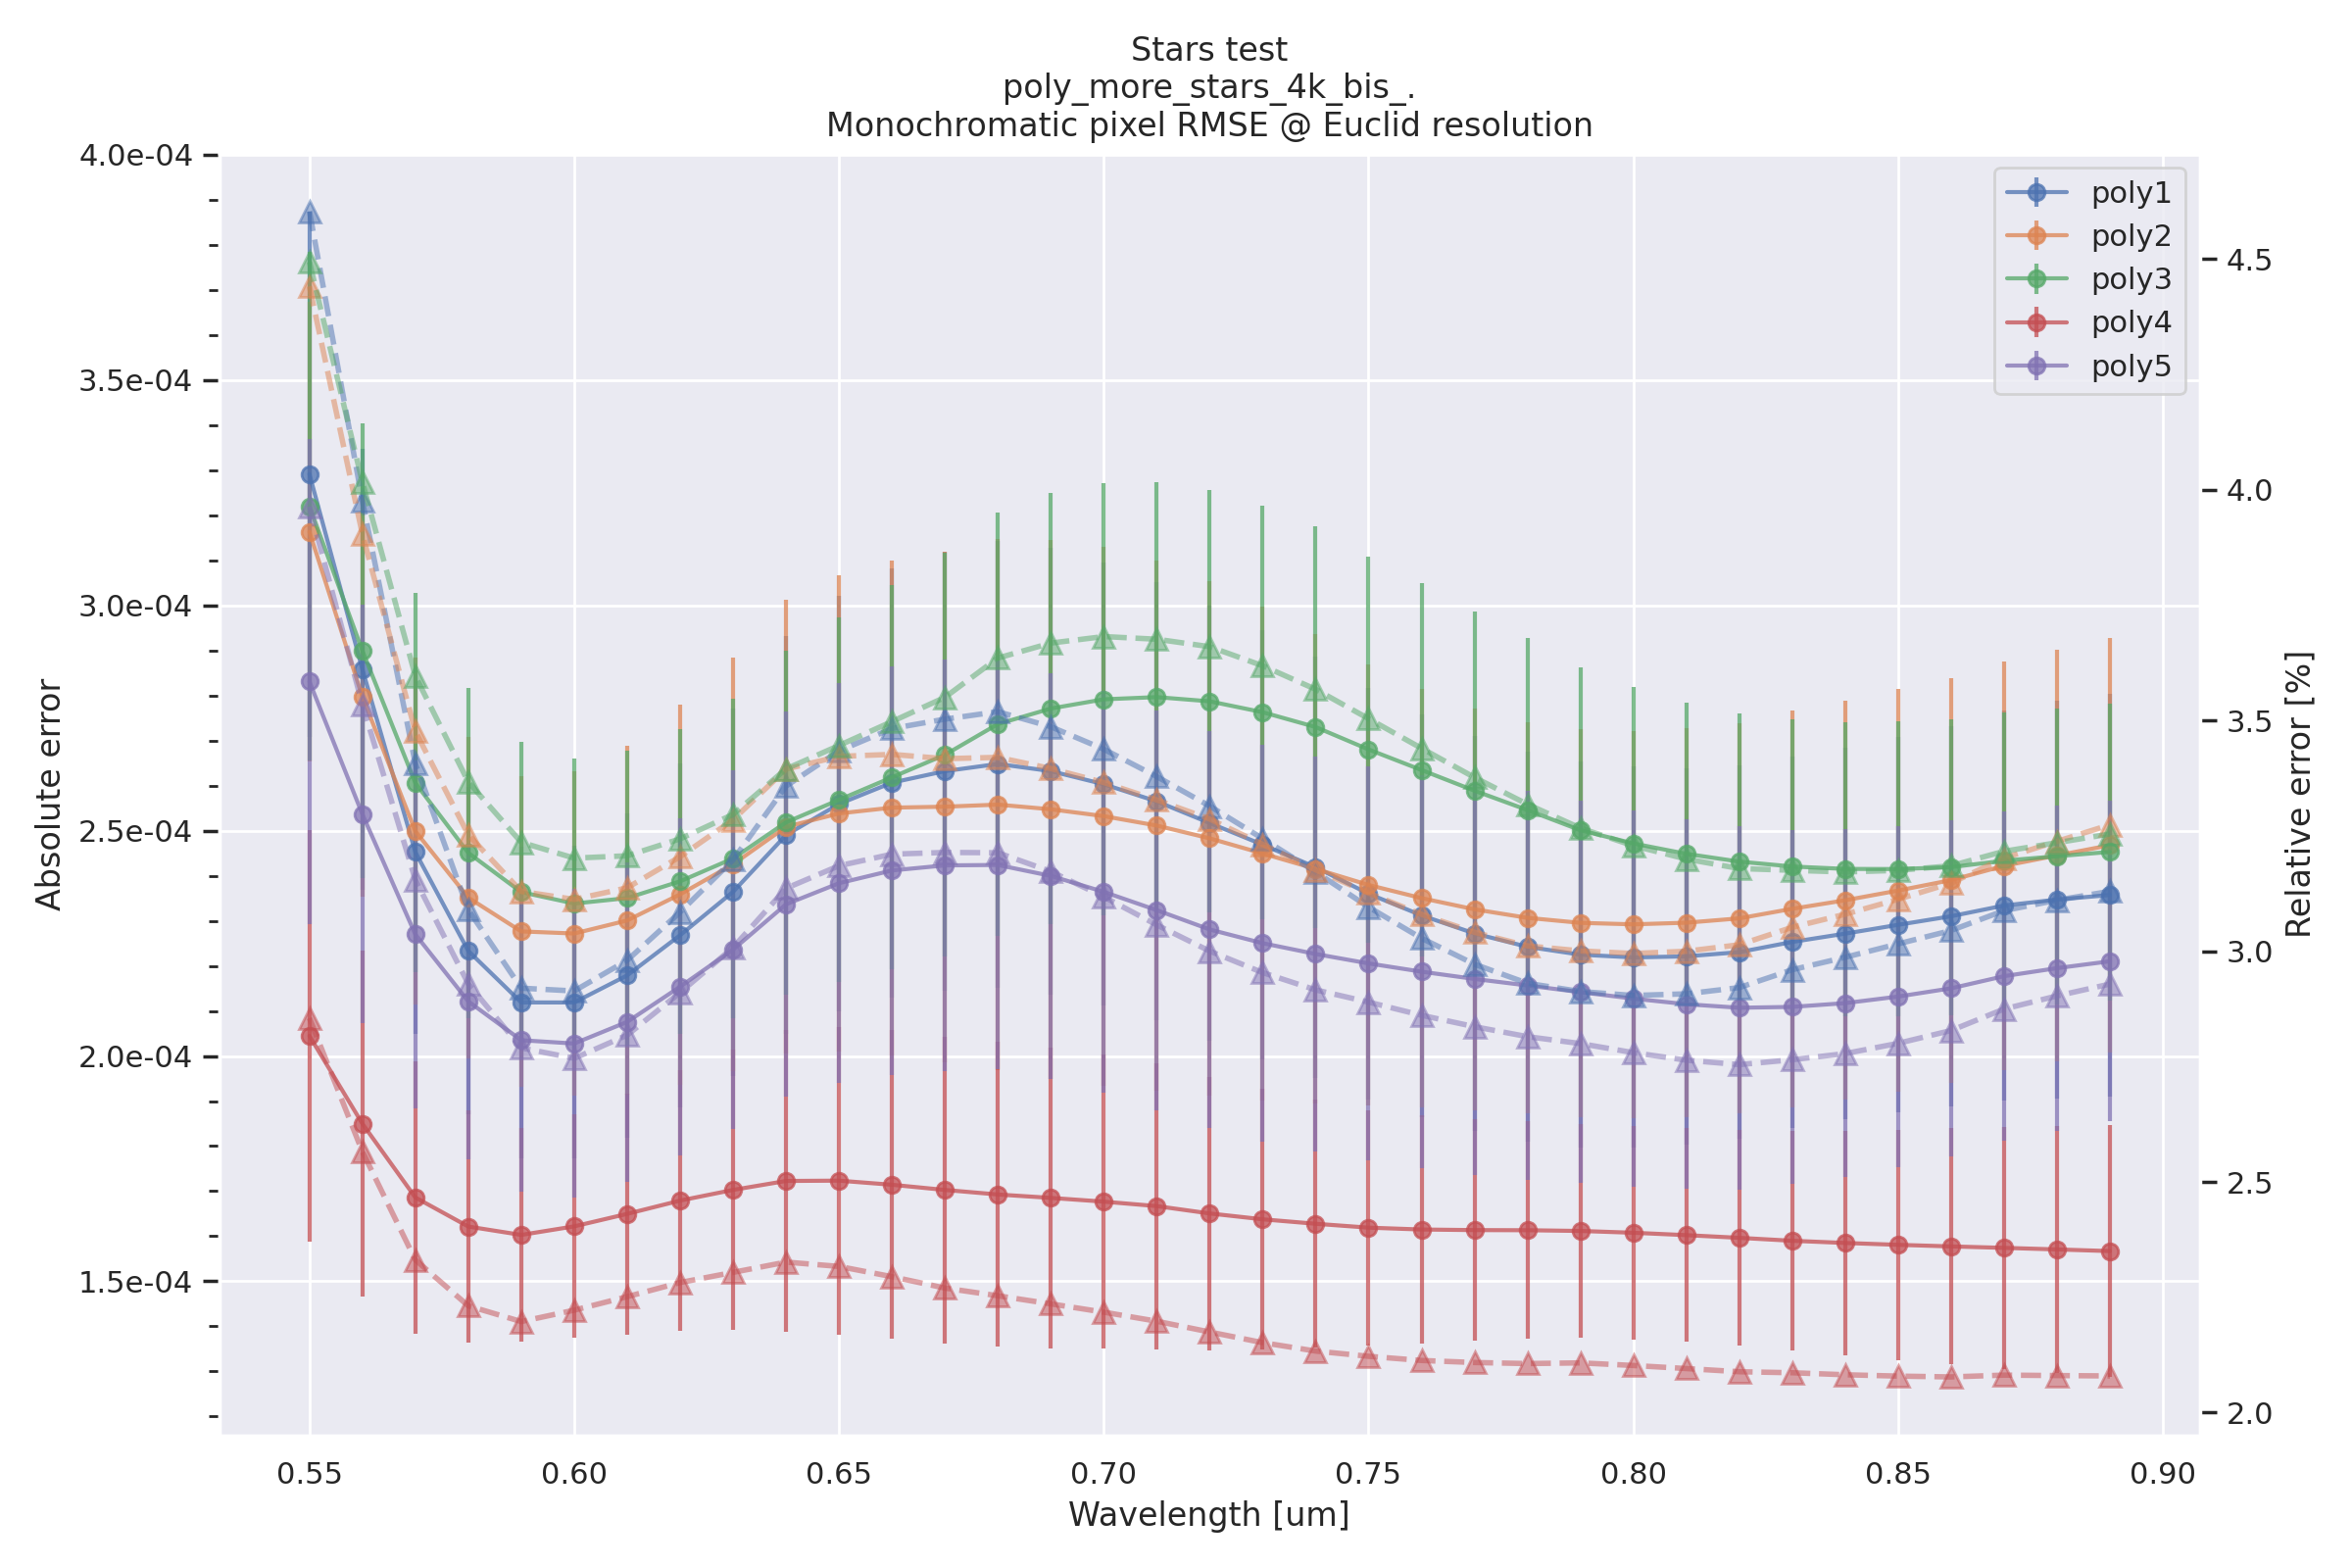 Stars test
poly_more_stars_4k_bis_.
Monochromatic pixel RMSE @ Euclid resolution
4.0e-04
3.5e-04
3.0e-04
2.5e-04
2.0e-04
1.5e-04
Absolute error
poly1
poly2
poly3
poly4
poly5
4.5
4.0
3.5
3.0
2.5
2.0
Relative error [%]
0.55 0.60 0.65 0.70 0.75 0.80 0.85 0.90
Wavelength [um]